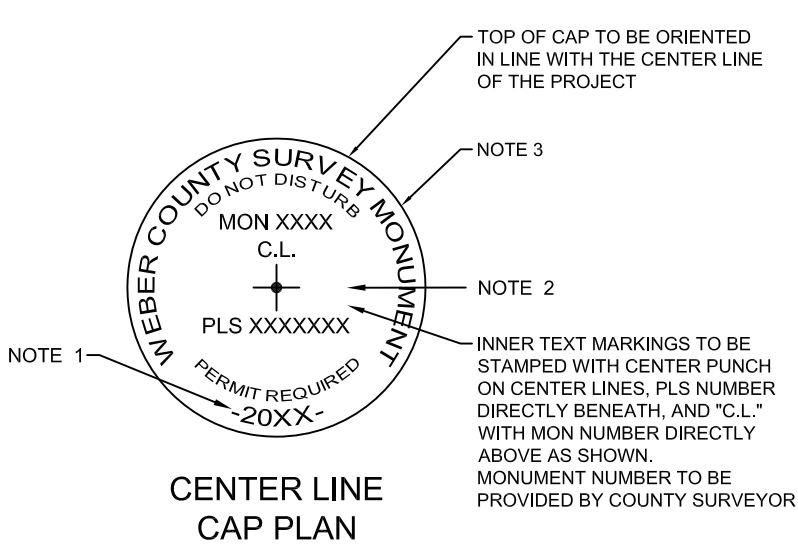 TOP OF CAP TO BE ORIENTED
IN LINE WITH THE CENTER LINE
OF THE PROJECT
NOTE 3
WEBER COUNTY SURVEY MONUMENT
DO NOT DISTURB
MON XXXX
C.L.
NOTE 2
PLS XXXXXXX
NOTE 1
PERMIT REQUIRED
-20XX-
INNER TEXT MARKINGS TO BE
STAMPED WITH CENTER PUNCH
ON CENTER LINES, PLS NUMBER
DIRECTLY BENEATH, AND "C.L."
WITH MON NUMBER DIRECTLY
ABOVE AS SHOWN.
MONUMENT NUMBER TO BE
PROVIDED BY COUNTY SURVEYOR
CENTER LINE
CAP PLAN